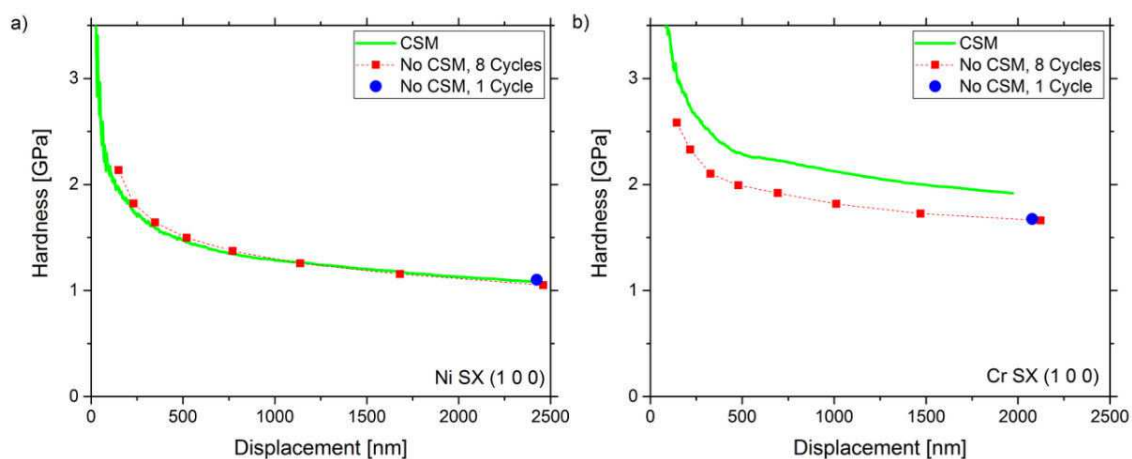 a)
CSM
No CSM, 8 Cycles
No CSM, 1 Cycle
3
2
1
0
Hardness [GPa]
Ni SX (1 0 0)
0 500 1000 1500 2000 2500
Displacement [nm]
b)
CSM
No CSM, 8 Cycles
No CSM, 1 Cycle
3
2
1
0
Hardness [GPa]
Cr SX (1 0 0)
0 500 1000 1500 2000 2500
Displacement [nm]